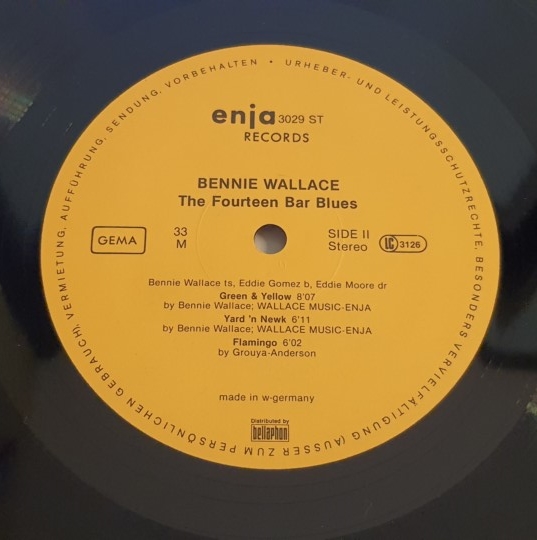 URHEBER- UND LEISTUNGSSCHUTZRECHTE, BESONDERS VERVIELFÄLTIGUNG (AUSSER ZUM PERSÖNLICHEN GEBRAUCH), VERMIETUNG, AUFFÜHRUNG, SENDUNG, VORBEHALTEN •
enja 3029 ST
RECORDS
BENNIE WALLACE
The Fourteen Bar Blues
GEMA
33
M
SIDE II
Stereo
LC 3126
Bennie Wallace ts, Eddie Gomez b, Eddie Moore dr
Green & Yellow 8'07
by Bennie Wallace; WALLACE MUSIC-ENJA
Yard 'n Newk 6'11
by Bennie Wallace; WALLACE MUSIC-ENJA
Flamingo 6'02
by Grouya-Anderson
made in w-germany
Distributed by
bellaphon